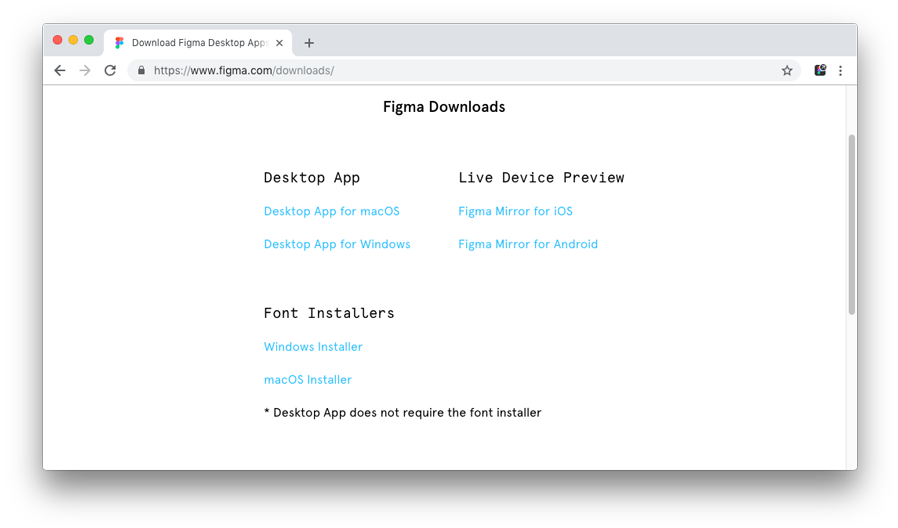 Download Figma Desktop Apps
https://www.figma.com/downloads/
Figma Downloads
Desktop App
Desktop App for macOS
Desktop App for Windows
Live Device Preview
Figma Mirror for iOS
Figma Mirror for Android
Font Installers
Windows Installer
macOS Installer
* Desktop App does not require the font installer